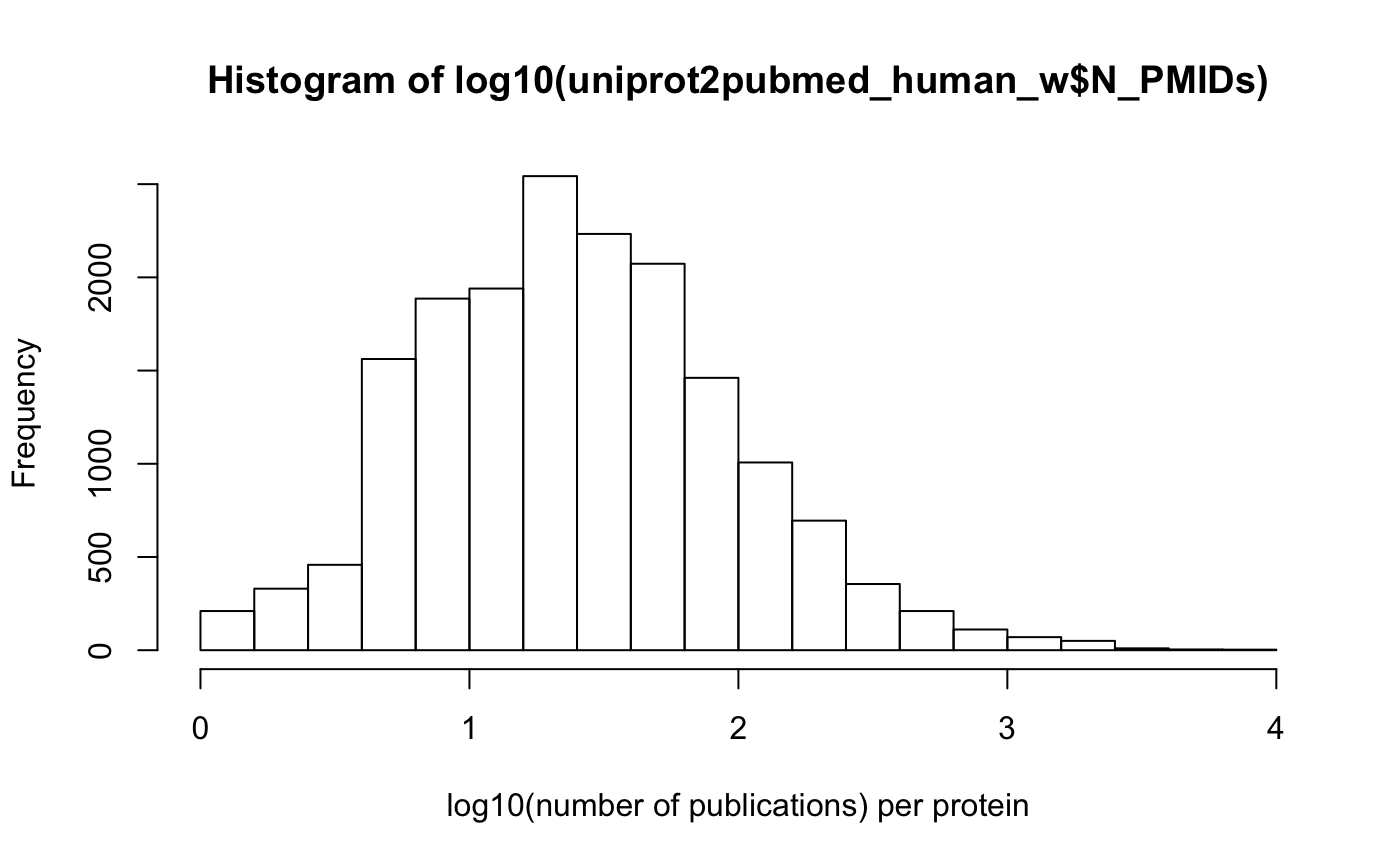 Histogram of log10(uniprot2pubmed_human_w$N_PMIDs)
Frequency
2000
1000
500
0
0 1 2 3 4
log10(number of publications) per protein